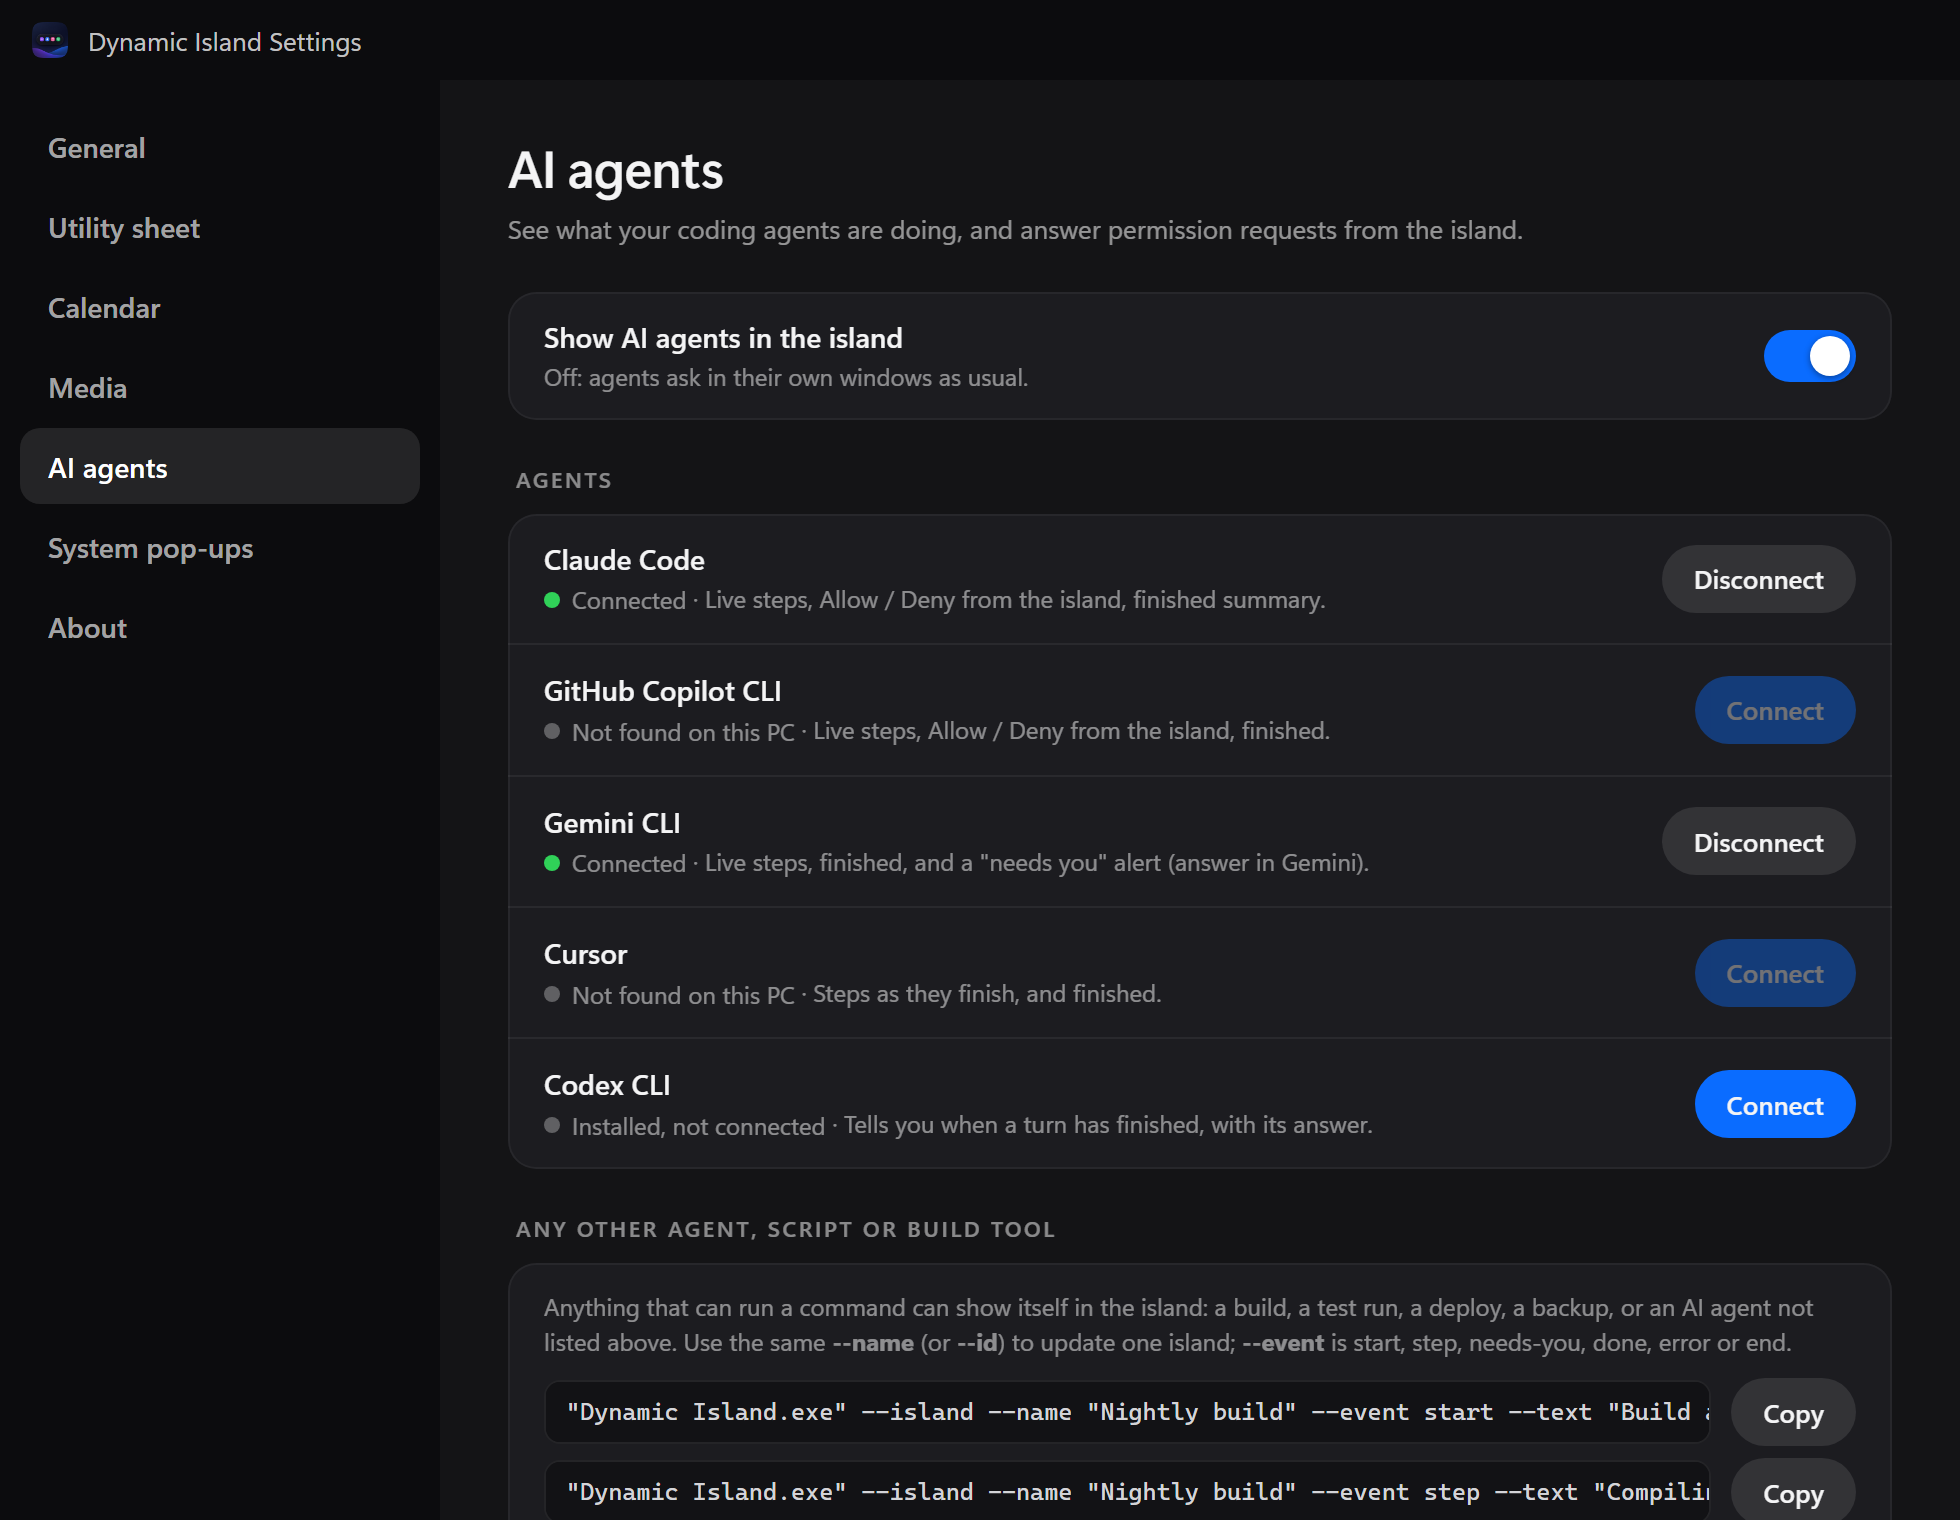 Dynamic Island Settings
General
Utility sheet
Calendar
Media
AI agents
System pop-ups
About
AI agents
See what your coding agents are doing, and answer permission requests from the island.
Show AI agents in the island
Off: agents ask in their own windows as usual.
AGENTS
Claude Code
Connected · Live steps, Allow / Deny from the island, finished summary.
Disconnect
GitHub Copilot CLI
Not found on this PC · Live steps, Allow / Deny from the island, finished.
Connect
Gemini CLI
Connected · Live steps, finished, and a "needs you" alert (answer in Gemini).
Disconnect
Cursor
Not found on this PC · Steps as they finish, and finished.
Connect
Codex CLI
Installed, not connected · Tells you when a turn has finished, with its answer.
Connect
ANY OTHER AGENT, SCRIPT OR BUILD TOOL
Anything that can run a command can show itself in the island: a build, a test run, a deploy, a backup, or an AI agent not
listed above. Use the same --name (or --id) to update one island; --event is start, step, needs-you, done, error or end.
"Dynamic Island.exe" --island --name "Nightly build" --event start --text "Build
Copy
"Dynamic Island.exe" --island --name "Nightly build" --event step --text
Copy